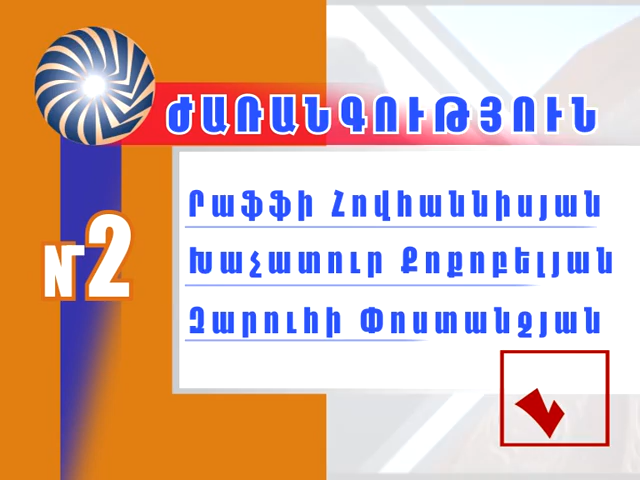 ԺԱՌԱՆԳՈՒԹՅՈՒՆ
Րաֆֆի Հովհաննիսյան
Խաչատուր Քոքոբելյան
Զարուհի Փոստանջյան
№2